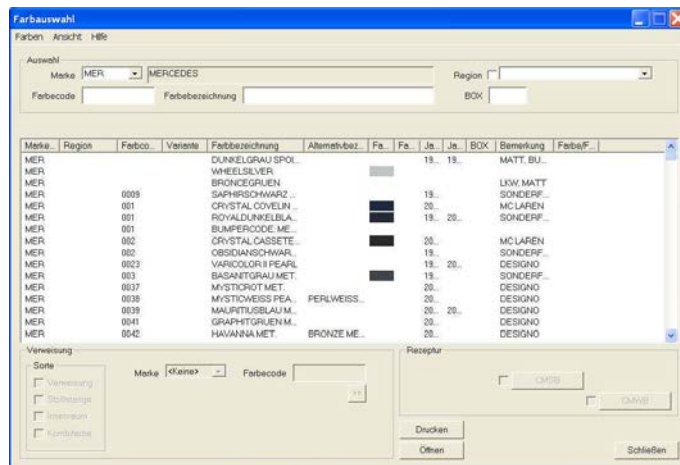 Farbauswahl
Farben Ansicht Hilfe
Auswahl
Marke MER MERCEDES Region
Farbecode Farbebezeichnung BOX
Marke... Region Farbco... Variante Farbbezeichnung Alternativbez... Fa... Fa... Ja... Ja... BOX Bemerkung Farbe/F...
MER DUNKELGRAU SPOI... 19... 19... MATT, BU...
MER WHEELSILVER
MER BRONCEGRUEN LKW, MATT
MER 0009 SAPHIRSCHWARZ ... 19... SONDERF...
MER 001 CRYSTAL COVELIN ... 20... MC LAREN
MER 001 ROYALDUNKELBLA... 19... 20... SONDERF...
MER 001 BUMPERCODE: ME...
MER 002 CRYSTAL CASSETE... 20... MC LAREN
MER 002 OBSIDIANSCHWAR... 19... SONDERF...
MER 0023 VARICOLOR II PEARL 19... 20... DESIGNO
MER 003 BASANITGRAU MET. 19... SONDERF...
MER 0037 MYSTICROT MET. 20... DESIGNO
MER 0038 MYSTICWEISS PEA... PERLWEISS... 20... DESIGNO
MER 0039 MAURITIUSBLAU M... 20... 20... DESIGNO
MER 0041 GRAPHITGRUEN M... 20... DESIGNO
MER 0042 HAVANNA MET. BRONZE ME... 20... DESIGNO
Verweisung
Sorte
Verweisung
Stoßstange
Innenraum
Kombifarbe
Marke <Keine> Farbecode
>>
Rezeptur
CMSB
CMWB
Drucken
Öffnen
Schließen